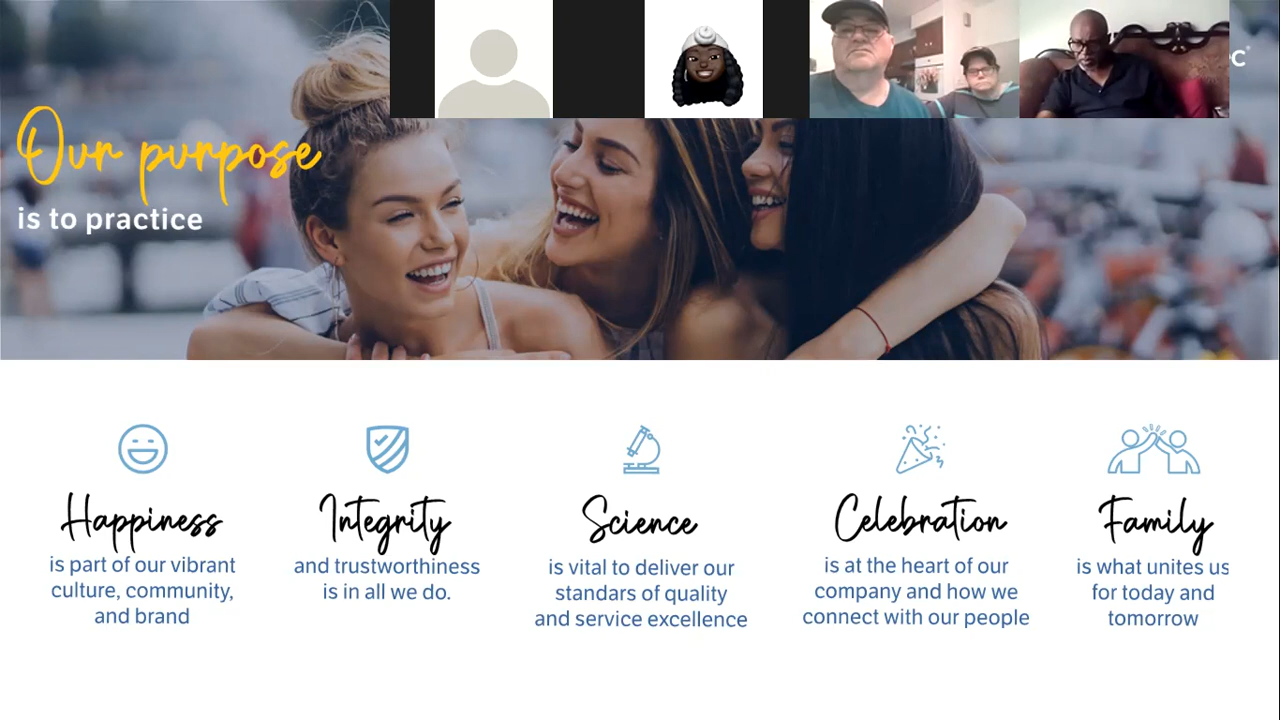 Our purpose
is to practice
Happiness
is part of our vibrant
culture, community,
and brand
Integrity
and trustworthiness
is in all we do.
Science
is vital to deliver our
standars of quality
and service excellence
Celebration
is at the heart of our
company and how we
connect with our people
Family
is what unites us
for today and
tomorrow